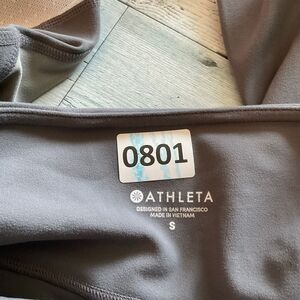 0801
ATHLETA
DESIGNED IN SAN FRANCISCO
MADE IN VIETNAM
S